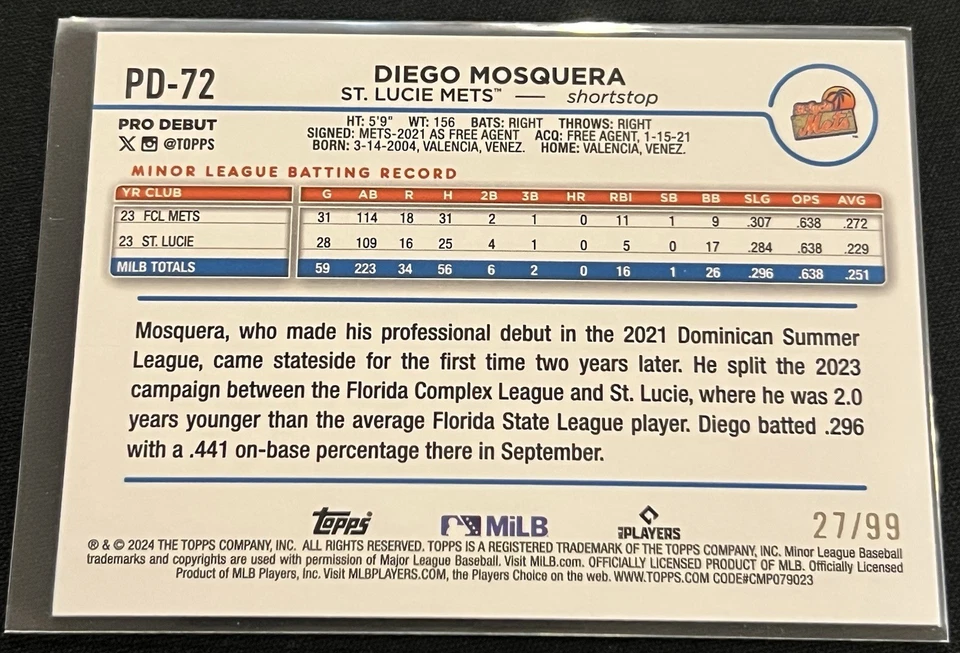 PD-72
DIEGO MOSQUERA
ST. LUCIE METS™ — shortstop
St. Lucie Mets
PRO DEBUT
X @TOPPS
HT: 5'9" WT: 156 BATS: RIGHT THROWS: RIGHT
SIGNED: METS-2021 AS FREE AGENT ACQ: FREE AGENT, 1-15-21
BORN: 3-14-2004, VALENCIA, VENEZ. HOME: VALENCIA, VENEZ.
MINOR LEAGUE BATTING RECORD
YR CLUB G AB R H 2B 3B HR RBI SB BB SLG OPS AVG
23 FCL METS 31 114 18 31 2 1 0 11 1 9 .307 .638 .272
23 ST. LUCIE 28 109 16 25 4 1 0 5 0 17 .284 .638 .229
MILB TOTALS 59 223 34 56 6 2 0 16 1 26 .296 .638 .251
Mosquera, who made his professional debut in the 2021 Dominican Summer
League, came stateside for the first time two years later. He split the 2023
campaign between the Florida Complex League and St. Lucie, where he was 2.0
years younger than the average Florida State League player. Diego batted .296
with a .441 on-base percentage there in September.
Topps MiLB PLAYERS 27/99
® & © 2024 THE TOPPS COMPANY, INC. ALL RIGHTS RESERVED. TOPPS IS A REGISTERED TRADEMARK OF THE TOPPS COMPANY, INC. Minor League Baseball
trademarks and copyrights are used with permission of Major League Baseball. Visit MiLB.com. OFFICIALLY LICENSED PRODUCT OF MLB. Officially Licensed
Product of MLB Players, Inc. Visit MLBPLAYERS.COM, the Players Choice on the web. WWW.TOPPS.COM CODE#CMP079023